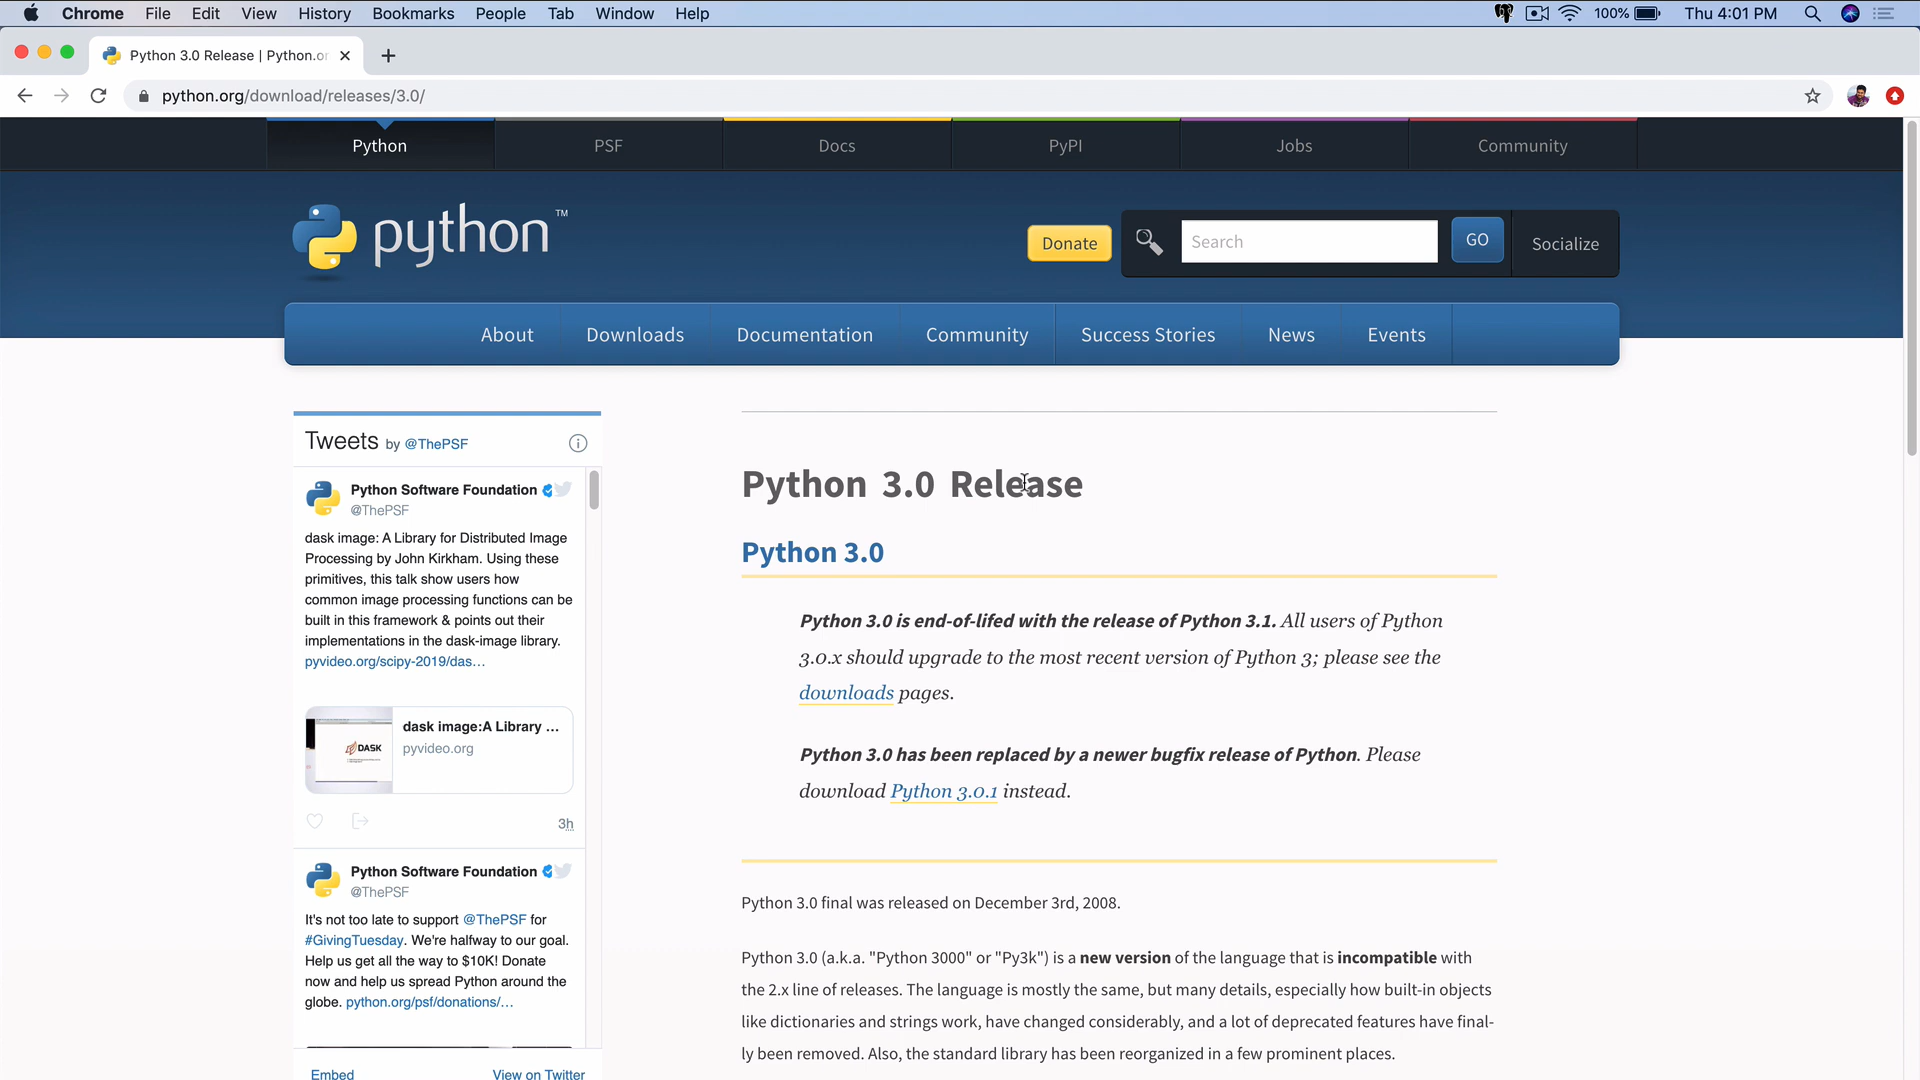 Chrome File Edit View History Bookmarks People Tab Window Help 100% Thu 4:01 PM
Python 3.0 Release | Python.or
python.org/download/releases/3.0/
Python PSF Docs PyPI Jobs Community
python™
Donate Search GO Socialize
About Downloads Documentation Community Success Stories News Events
Tweets by @ThePSF
Python Software Foundation
@ThePSF
dask image: A Library for Distributed Image
Processing by John Kirkham. Using these
primitives, this talk show users how
common image processing functions can be
built in this framework & points out their
implementations in the dask-image library.
pyvideo.org/scipy-2019/das…
DASK
dask image:A Library ...
pyvideo.org
3h
Python Software Foundation
@ThePSF
It's not too late to support @ThePSF for
#GivingTuesday. We're halfway to our goal.
Help us get all the way to $10K! Donate
now and help us spread Python around the
globe. python.org/psf/donations/…
Embed View on Twitter
Python 3.0 Release
Python 3.0
Python 3.0 is end-of-lifed with the release of Python 3.1. All users of Python
3.0.x should upgrade to the most recent version of Python 3; please see the
downloads pages.
Python 3.0 has been replaced by a newer bugfix release of Python. Please
download Python 3.0.1 instead.
Python 3.0 final was released on December 3rd, 2008.
Python 3.0 (a.k.a. "Python 3000" or "Py3k") is a new version of the language that is incompatible with
the 2.x line of releases. The language is mostly the same, but many details, especially how built-in objects
like dictionaries and strings work, have changed considerably, and a lot of deprecated features have final-
ly been removed. Also, the standard library has been reorganized in a few prominent places.